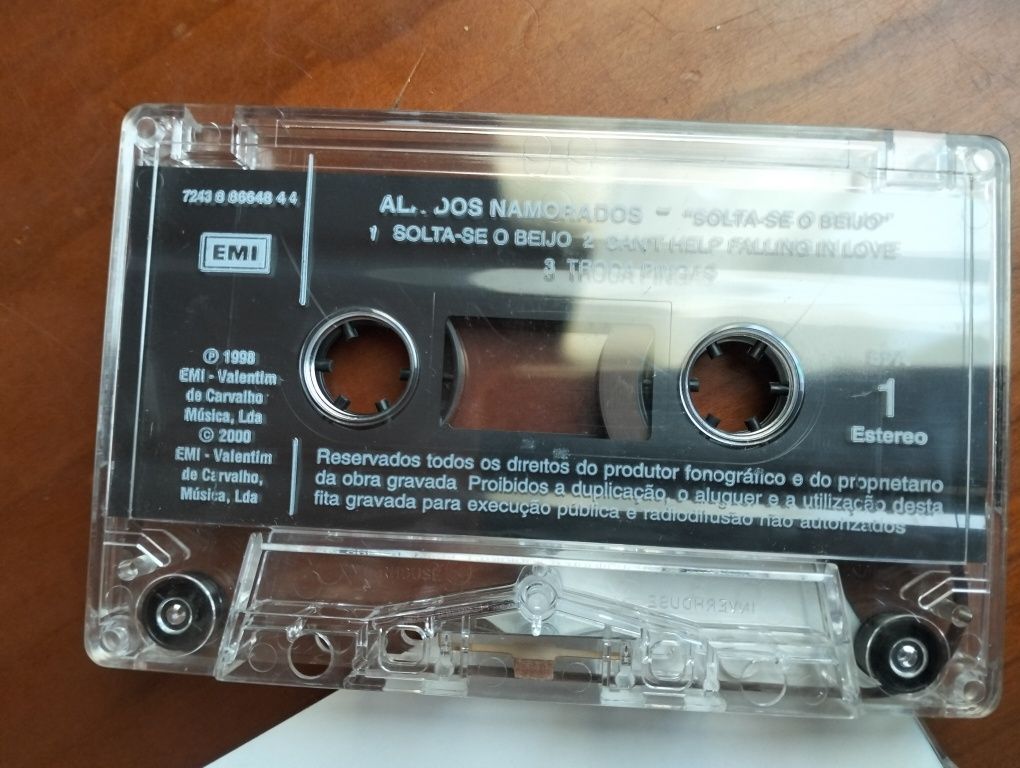 7243 8 86648 4 4
EMI
DOS NAMORADOS - "SOLTA-SE O BEIJO"
1 SOLTA-SE O BEIJO 2 CAN'T HELP FALLING IN LOVE
3 TROCA PINGAS
℗ 1998
EMI - Valentim
de Carvalho
Música, Lda
© 2000
EMI - Valentim
de Carvalho,
Música, Lda
1
Estereo
Reservados todos os direitos do produtor fonográfico e do proprietario
da obra gravada Proibidos a duplicação, o aluguer e a utilização desta
fita gravada para execução pública e radiodifusão não autorizados